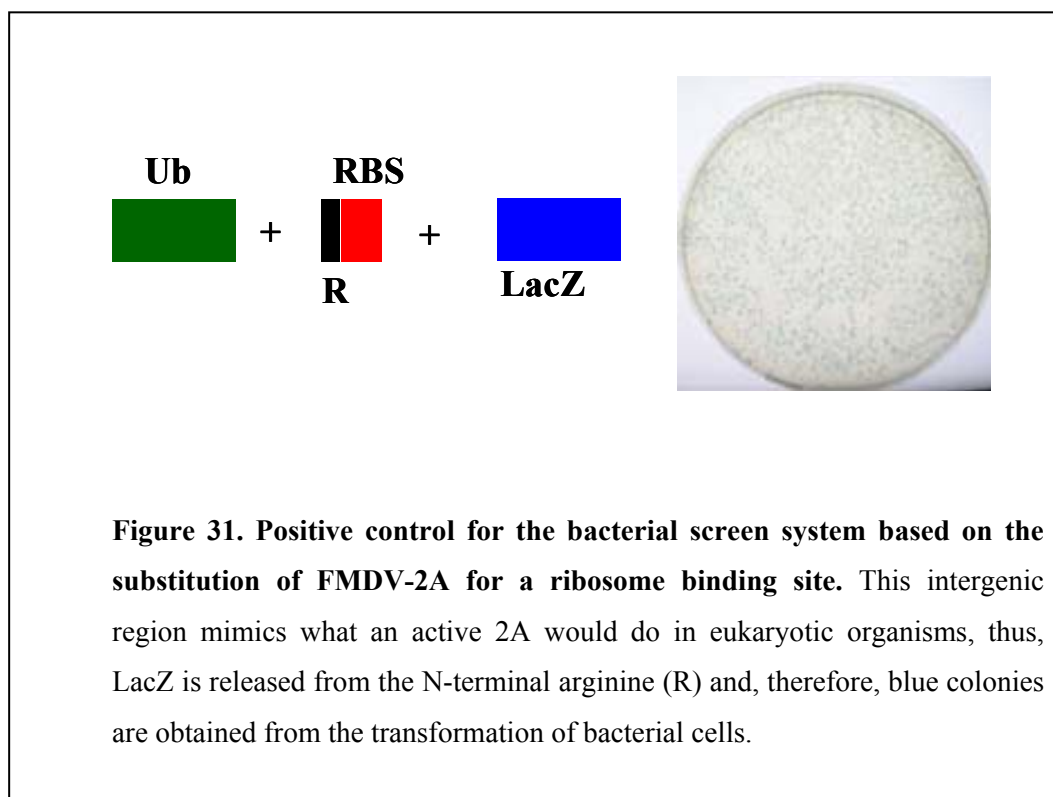 Ub RBS
+ +
R LacZ
Figure 31. Positive control for the bacterial screen system based on the
substitution of FMDV-2A for a ribosome binding site. This intergenic
region mimics what an active 2A would do in eukaryotic organisms, thus,
LacZ is released from the N-terminal arginine (R) and, therefore, blue colonies
are obtained from the transformation of bacterial cells.